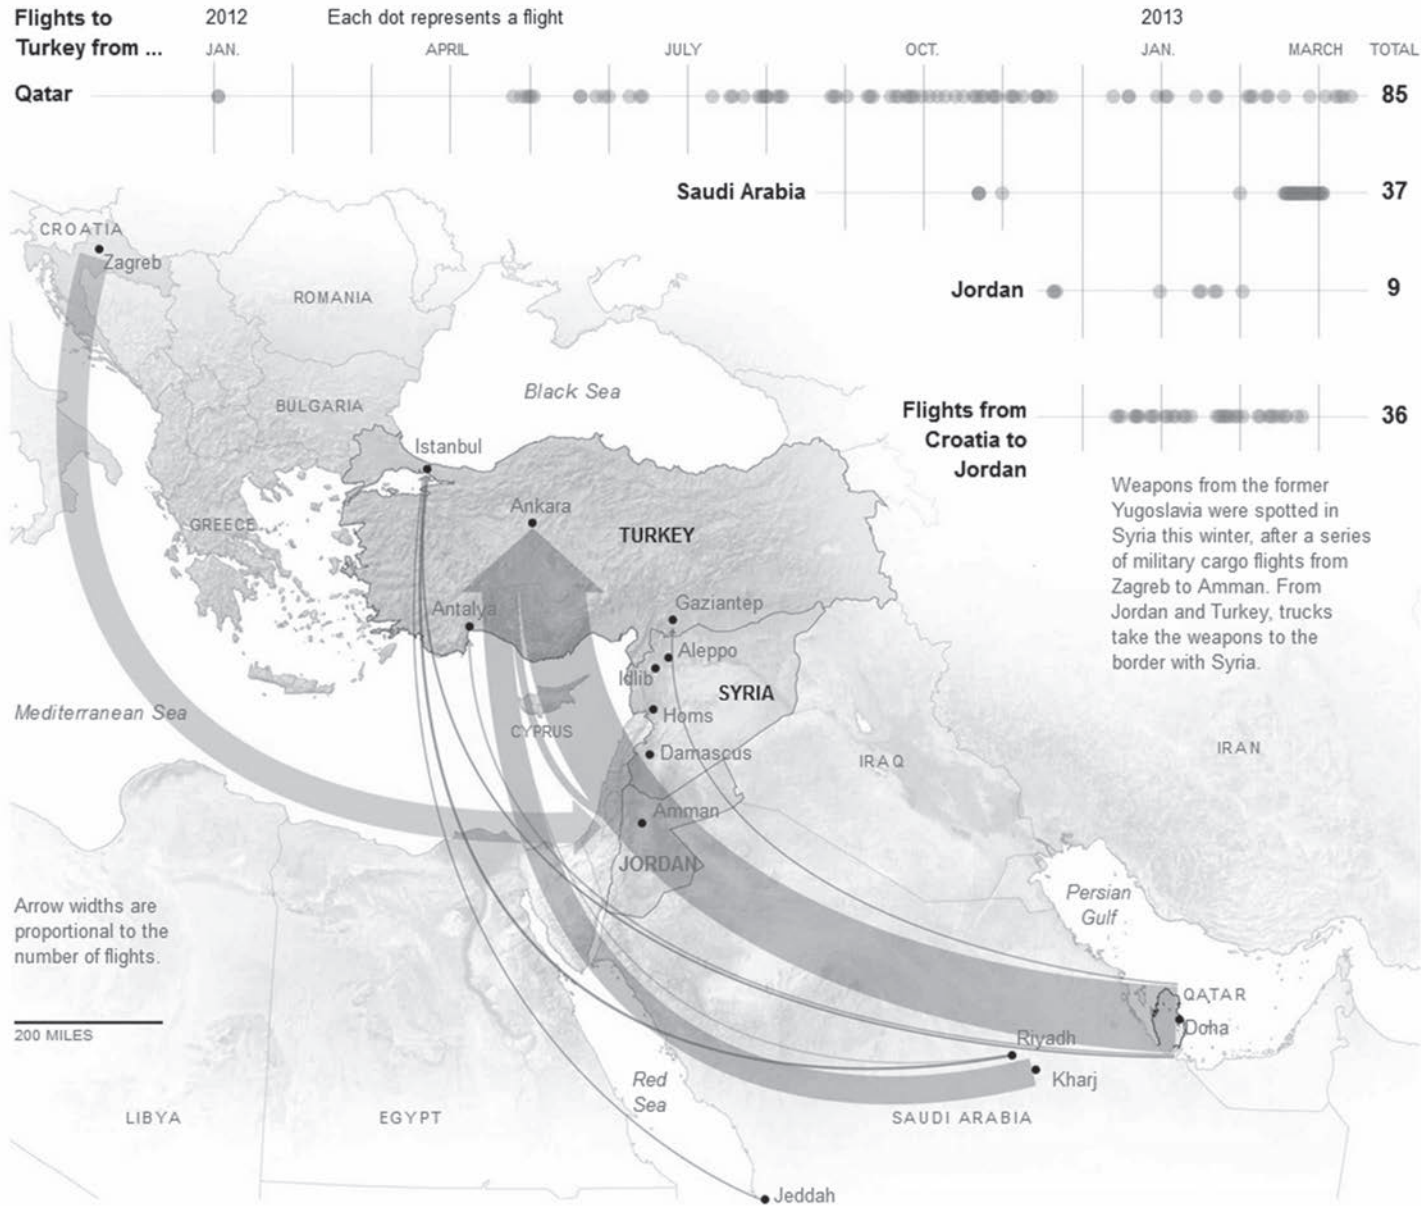 Flights to
Turkey from ...
2012
Each dot represents a flight
2013
JAN.
APRIL
JULY
OCT.
JAN.
MARCH
TOTAL
Qatar
85
Saudi Arabia
37
Jordan
9
Flights from
Croatia to
Jordan
36
Weapons from the former
Yugoslavia were spotted in
Syria this winter, after a series
of military cargo flights from
Zagreb to Amman. From
Jordan and Turkey, trucks
take the weapons to the
border with Syria.
CROATIA
Zagreb
ROMANIA
Black Sea
BULGARIA
Istanbul
Ankara
GREECE
TURKEY
Antalya
Gaziantep
Aleppo
Idlib
SYRIA
Mediterranean Sea
Homs
CYPRUS
Damascus
IRAQ
IRAN
Amman
JORDAN
Arrow widths are
proportional to the
number of flights.
Persian
Gulf
QATAR
Doha
200 MILES
Riyadh
Kharj
Red
Sea
LIBYA
EGYPT
SAUDI ARABIA
Jeddah